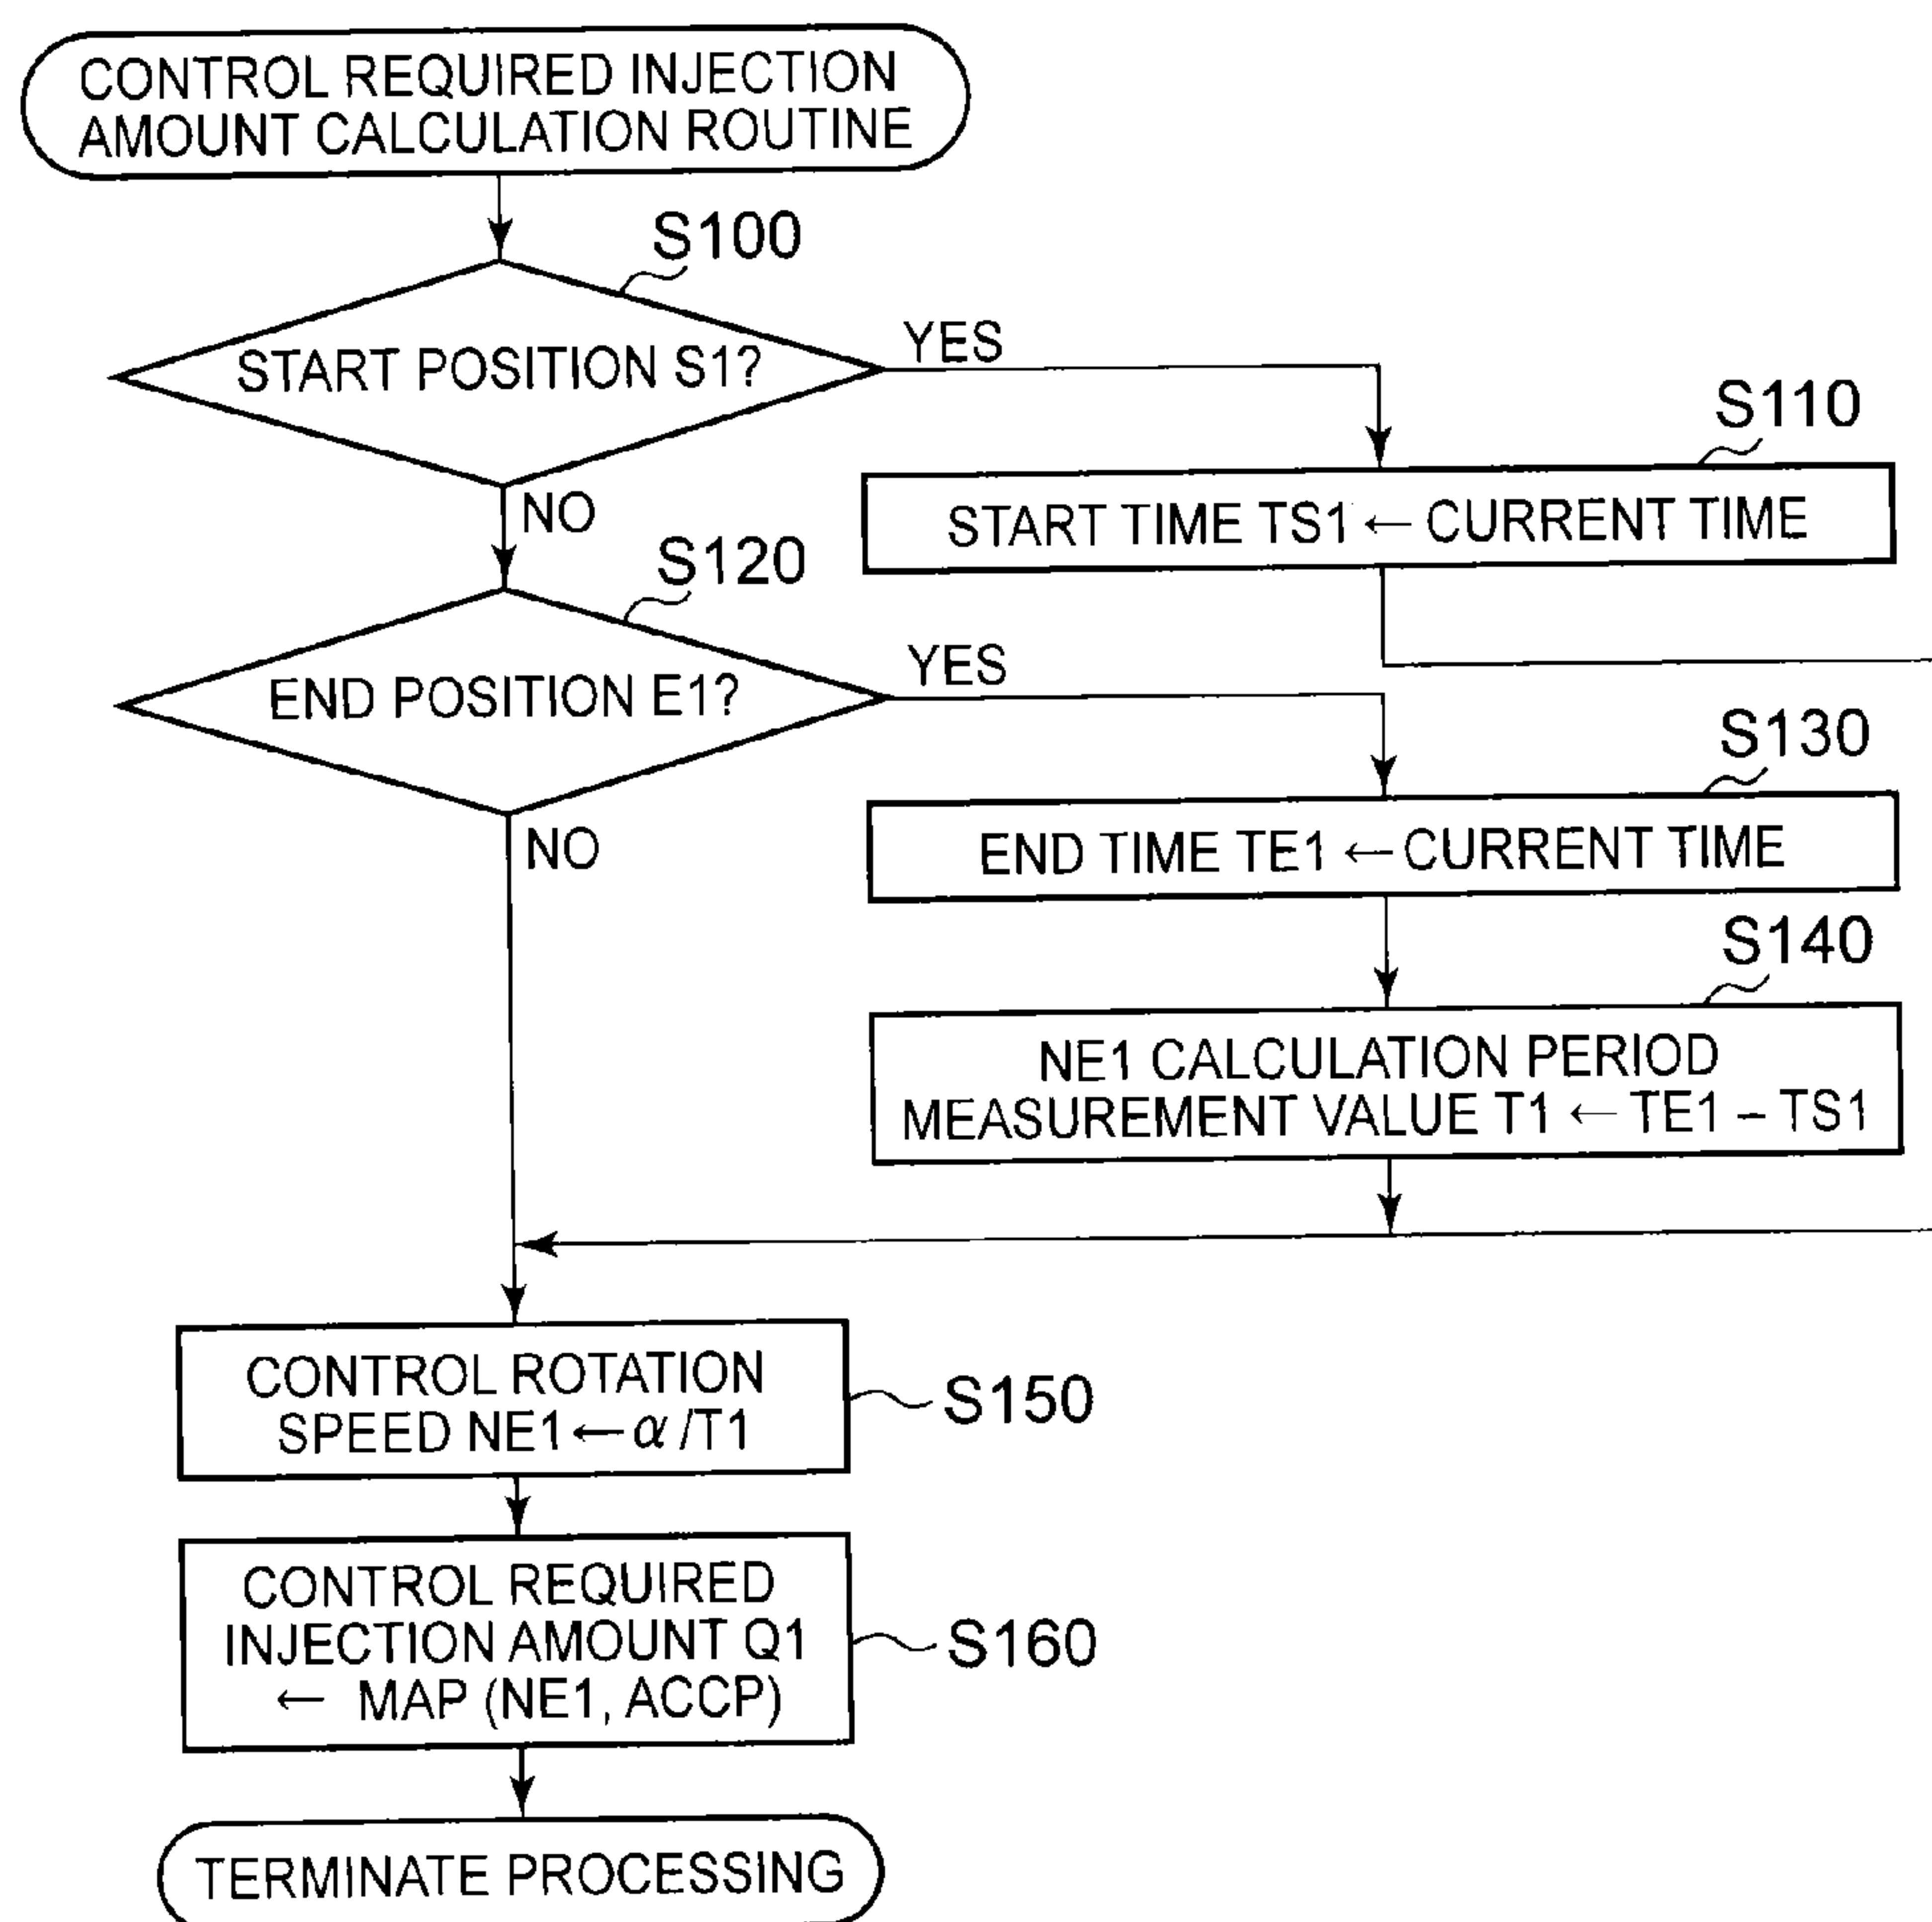 CONTROL REQUIRED INJECTION
AMOUNT CALCULATION ROUTINE
S100
START POSITION S1?
YES
NO
S110
START TIME TS1 ← CURRENT TIME
S120
END POSITION E1?
YES
NO
S130
END TIME TE1 ← CURRENT TIME
S140
NE1 CALCULATION PERIOD
MEASUREMENT VALUE T1 ← TE1 – TS1
CONTROL ROTATION
SPEED NE1 ← α /T1
S150
CONTROL REQUIRED
INJECTION AMOUNT Q1
← MAP (NE1, ACCP)
S160
TERMINATE PROCESSING